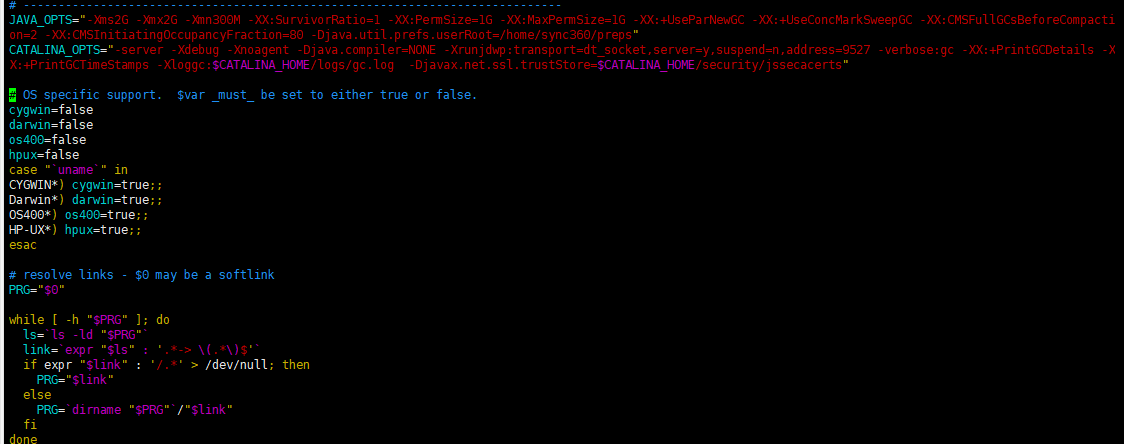 # -----------------------------------------------------------------------------
JAVA_OPTS="-Xms2G -Xmx2G -Xmn300M -XX:SurvivorRatio=1 -XX:PermSize=1G -XX:MaxPermSize=1G -XX:+UseParNewGC -XX:+UseConcMarkSweepGC -XX:CMSFullGCsBeforeCompacti
on=2 -XX:CMSInitiatingOccupancyFraction=80 -Djava.util.prefs.userRoot=/home/sync360/preps"
CATALINA_OPTS="-server -Xdebug -Xnoagent -Djava.compiler=NONE -Xrunjdwp:transport=dt_socket,server=y,suspend=n,address=9527 -verbose:gc -XX:+PrintGCDetails -X
X:+PrintGCTimeStamps -Xloggc:$CATALINA_HOME/logs/gc.log  -Djavax.net.ssl.trustStore=$CATALINA_HOME/security/jssecacerts"

# OS specific support.  $var _must_ be set to either true or false.
cygwin=false
darwin=false
os400=false
hpux=false
case "`uname`" in
CYGWIN*) cygwin=true;;
Darwin*) darwin=true;;
OS400*) os400=true;;
HP-UX*) hpux=true;;
esac

# resolve links - $0 may be a softlink
PRG="$0"

while [ -h "$PRG" ]; do
  ls=`ls -ld "$PRG"`
  link=`expr "$ls" : '.*-> \(.*\)$'`
  if expr "$link" : '/.*' > /dev/null; then
    PRG="$link"
  else
    PRG=`dirname "$PRG"`/"$link"
  fi
done